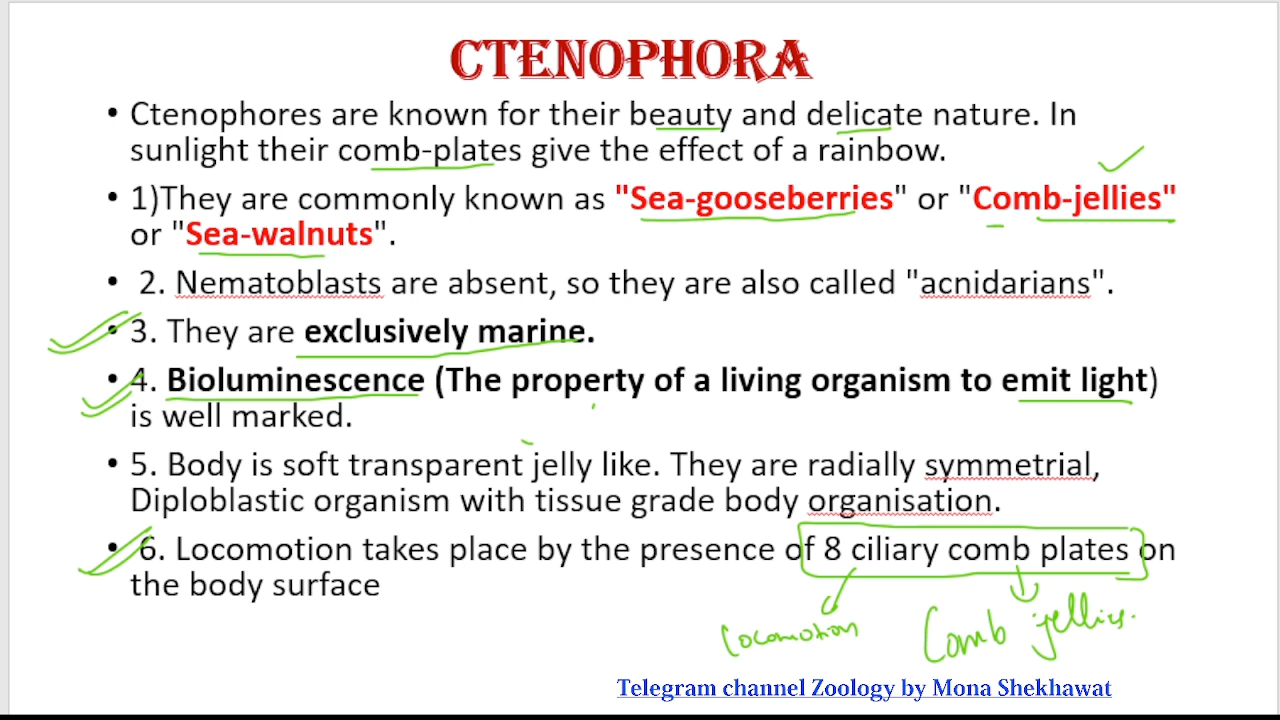 CTENOPHORA
• Ctenophores are known for their beauty and delicate nature. In
sunlight their comb-plates give the effect of a rainbow.
• 1)They are commonly known as "Sea-gooseberries" or "Comb-jellies"
or "Sea-walnuts".
• 2. Nematoblasts are absent, so they are also called "acnidarians".
• 3. They are exclusively marine.
• 4. Bioluminescence (The property of a living organism to emit light)
is well marked.
• 5. Body is soft transparent jelly like. They are radially symmetrial,
Diploblastic organism with tissue grade body organisation.
• 6. Locomotion takes place by the presence of 8 ciliary comb plates on
the body surface
Locomotion
Comb jellies.
Telegram channel Zoology by Mona Shekhawat